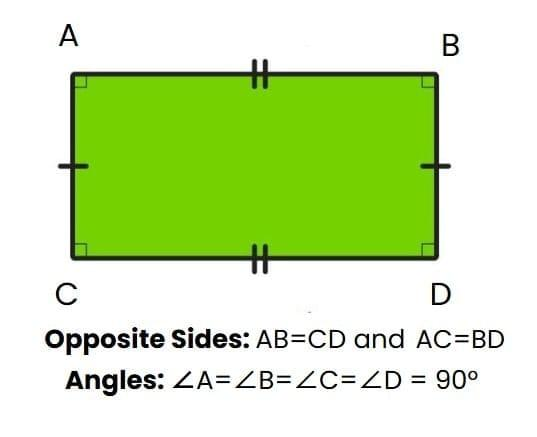 A B
C D
Opposite Sides: AB=CD and AC=BD
Angles: ∠A=∠B=∠C=∠D = 90°